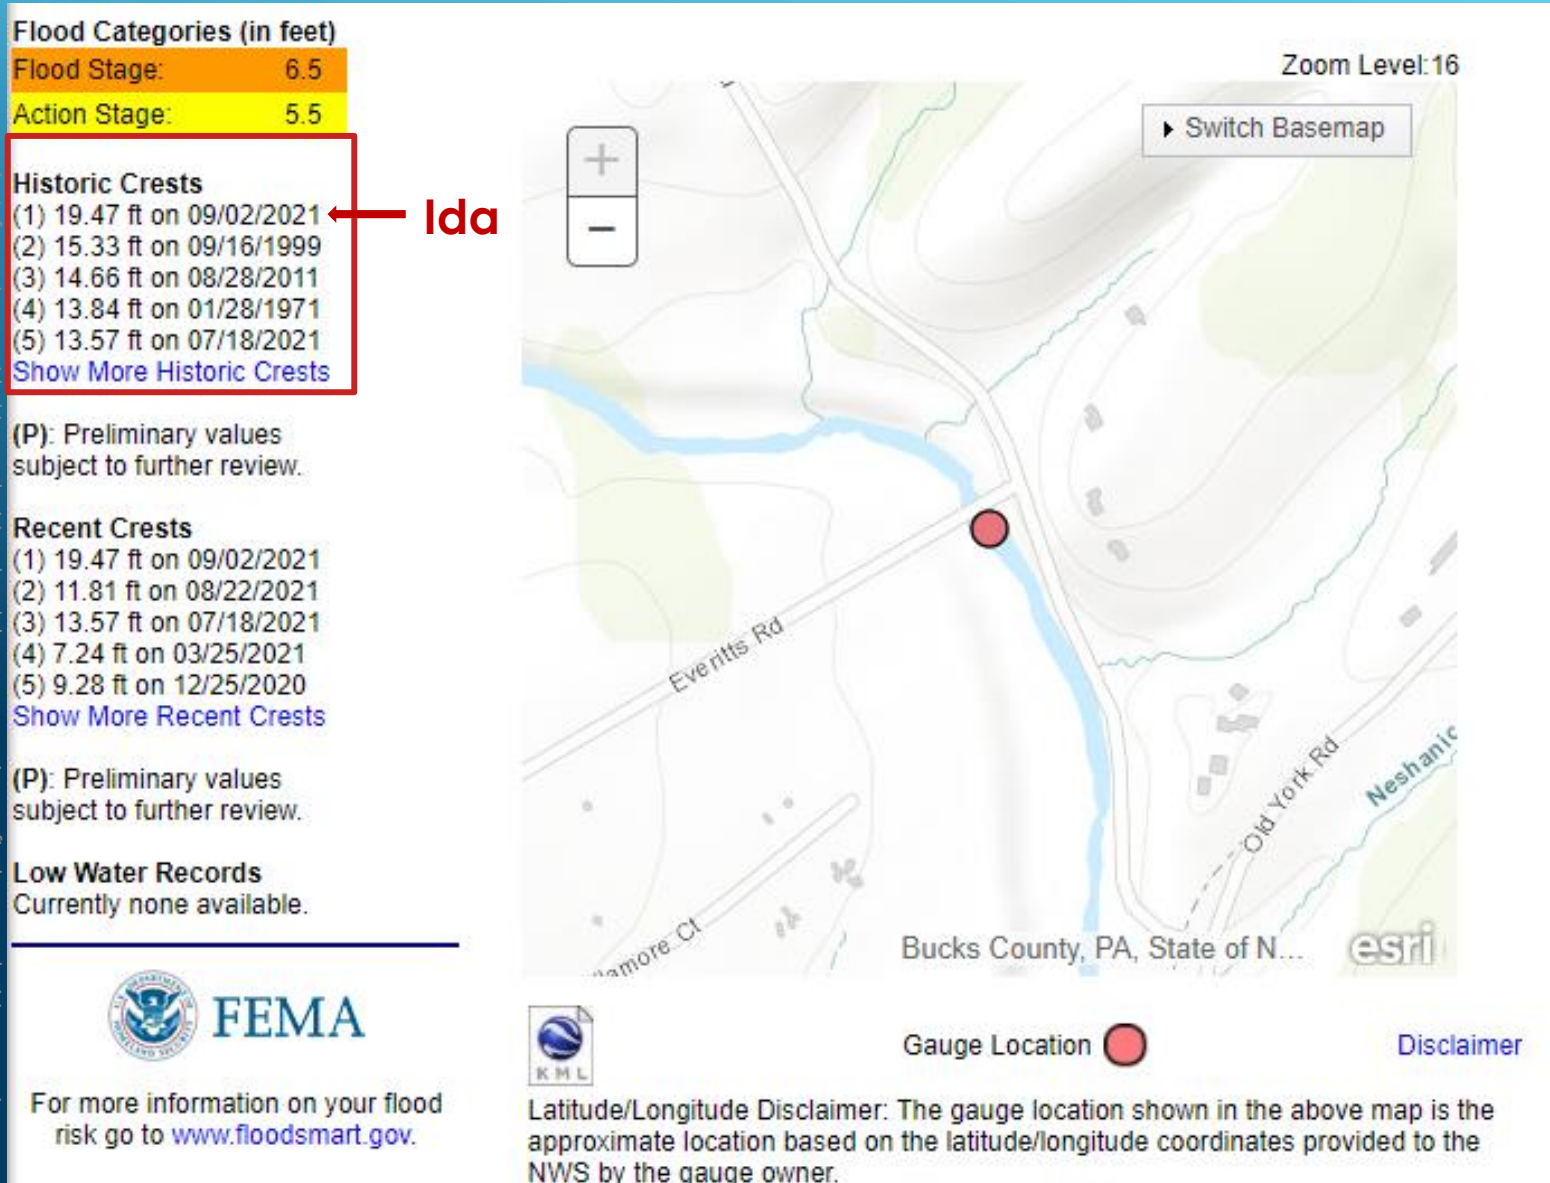 Flood Categories (in feet)
Flood Stage: 6.5
Action Stage: 5.5
Historic Crests
(1) 19.47 ft on 09/02/2021
(2) 15.33 ft on 09/16/1999
(3) 14.66 ft on 08/28/2011
(4) 13.84 ft on 01/28/1971
(5) 13.57 ft on 07/18/2021
Show More Historic Crests
Ida
(P): Preliminary values
subject to further review.
Recent Crests
(1) 19.47 ft on 09/02/2021
(2) 11.81 ft on 08/22/2021
(3) 13.57 ft on 07/18/2021
(4) 7.24 ft on 03/25/2021
(5) 9.28 ft on 12/25/2020
Show More Recent Crests
(P): Preliminary values
subject to further review.
Low Water Records
Currently none available.
FEMA
For more information on your flood
risk go to www.floodsmart.gov.
Zoom Level:16
Switch Basemap
+
−
Everitts Rd
Old York Rd
Neshanic
Ct
Bucks County, PA, State of N...
esri
KML
Gauge Location
Disclaimer
Latitude/Longitude Disclaimer: The gauge location shown in the above map is the
approximate location based on the latitude/longitude coordinates provided to the
NWS by the gauge owner.